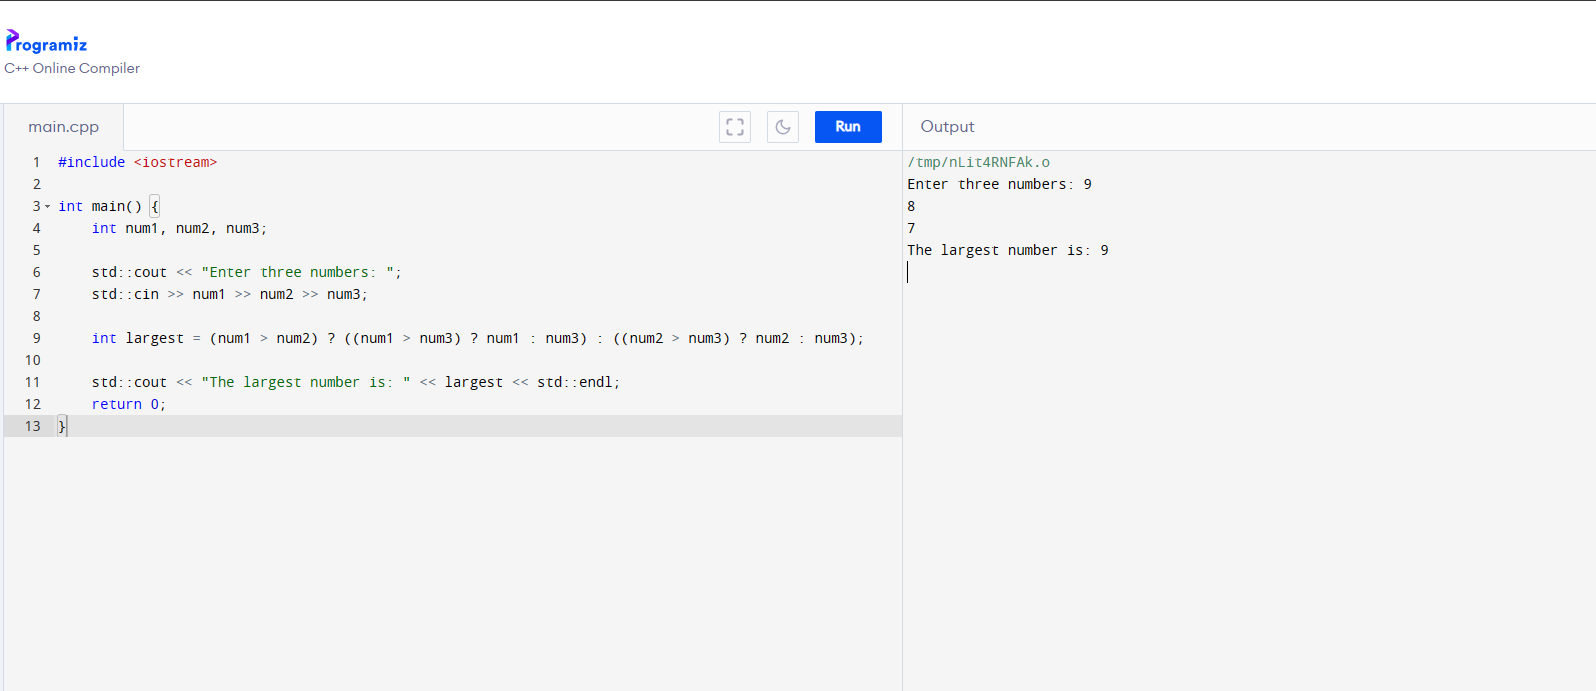 Programiz
C++ Online Compiler
main.cpp
Run
1 #include <iostream>
2
3 int main() {
4     int num1, num2, num3;
5
6     std::cout << "Enter three numbers: ";
7     std::cin >> num1 >> num2 >> num3;
8
9     int largest = (num1 > num2) ? ((num1 > num3) ? num1 : num3) : ((num2 > num3) ? num2 : num3);
10
11     std::cout << "The largest number is: " << largest << std::endl;
12     return 0;
13 }
Output
/tmp/nLit4RNFAk.o
Enter three numbers: 9
8
7
The largest number is: 9